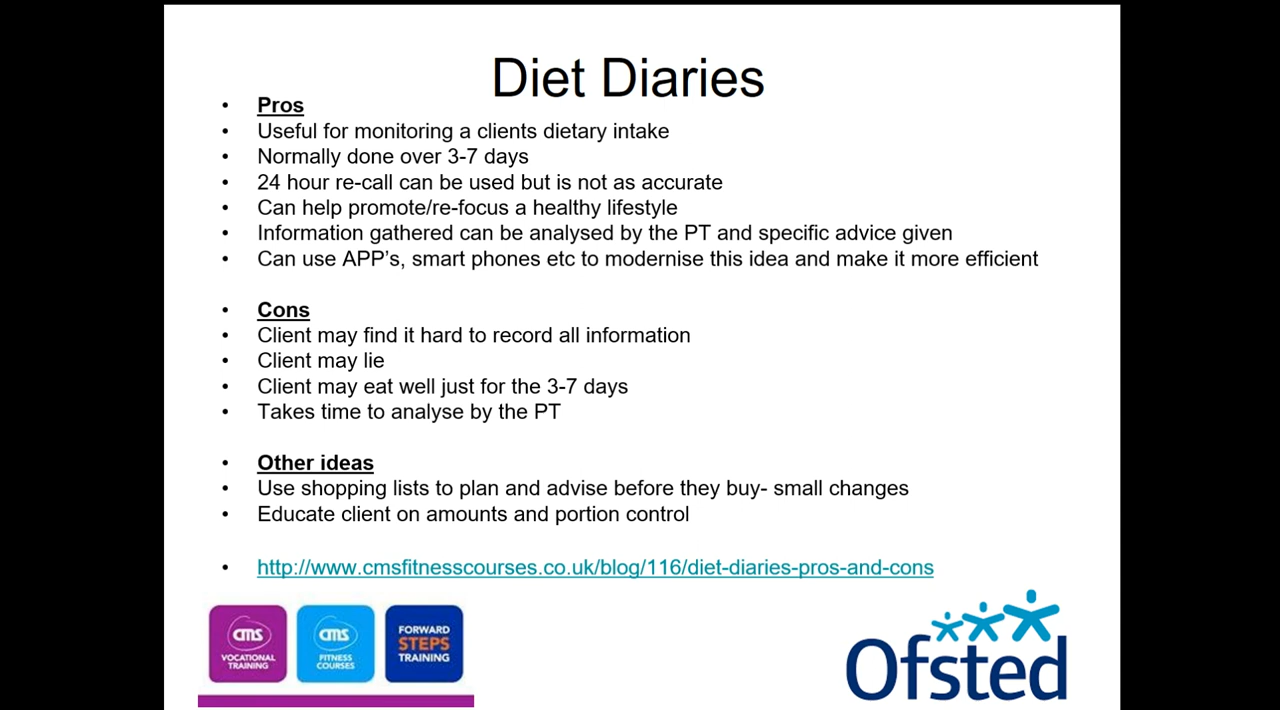 Diet Diaries
• Pros
• Useful for monitoring a clients dietary intake
• Normally done over 3-7 days
• 24 hour re-call can be used but is not as accurate
• Can help promote/re-focus a healthy lifestyle
• Information gathered can be analysed by the PT and specific advice given
• Can use APP's, smart phones etc to modernise this idea and make it more efficient
• Cons
• Client may find it hard to record all information
• Client may lie
• Client may eat well just for the 3-7 days
• Takes time to analyse by the PT
• Other ideas
• Use shopping lists to plan and advise before they buy- small changes
• Educate client on amounts and portion control
• http://www.cmsfitnesscourses.co.uk/blog/116/diet-diaries-pros-and-cons
cms
VOCATIONAL
TRAINING
cms
FITNESS
COURSES
FORWARD
STEPS
TRAINING
Ofsted